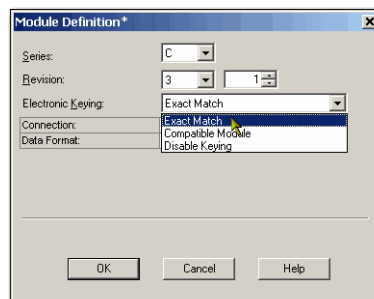 Module Definition*
Series: C
Revision: 3 1
Electronic Keying: Exact Match
Exact Match
Connection:
Compatible Module
Data Format:
Disable Keying
OK Cancel Help